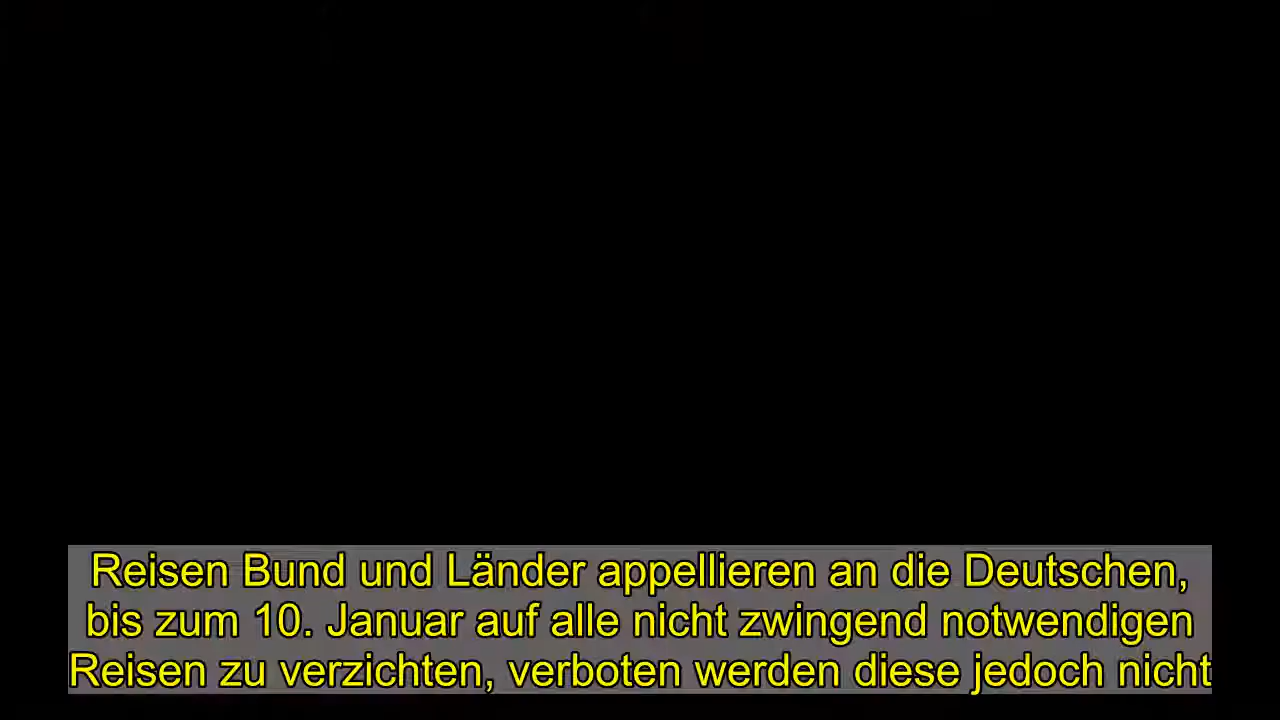 Reisen Bund und Länder appellieren an die Deutschen,
bis zum 10. Januar auf alle nicht zwingend notwendigen
Reisen zu verzichten, verboten werden diese jedoch nicht